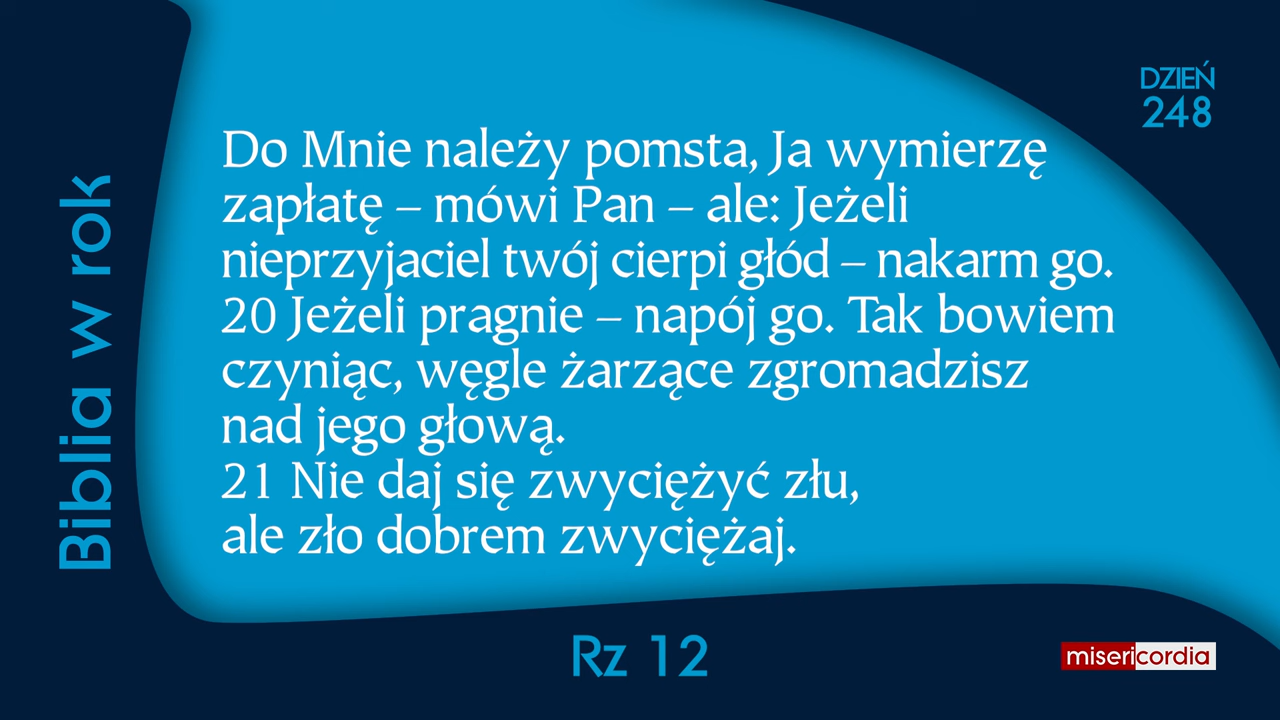 DZIEŃ
248
Do Mnie należy pomsta, Ja wymierzę
zapłatę – mówi Pan – ale: Jeżeli
nieprzyjaciel twój cierpi głód – nakarm go.
20 Jeżeli pragnie – napój go. Tak bowiem
czyniąc, węgle żarzące zgromadzisz
nad jego głową.
21 Nie daj się zwyciężyć złu,
ale zło dobrem zwyciężaj.
Biblia w rok
Rz 12
misericordia